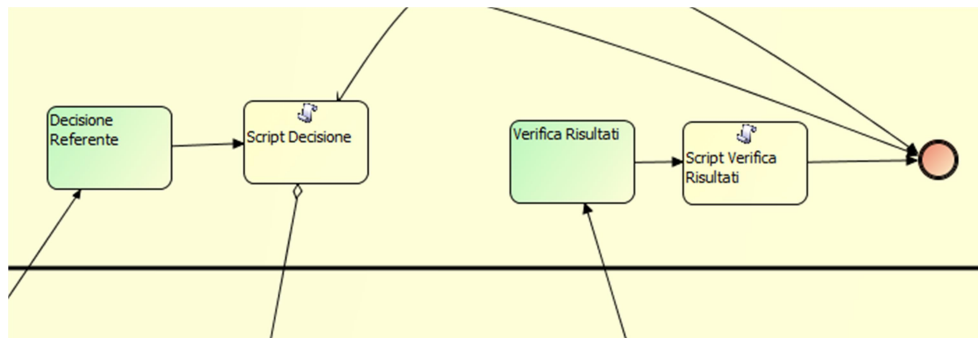 Decisione
Referente
Script Decisione
Verifica Risultati
Script Verifica
Risultati